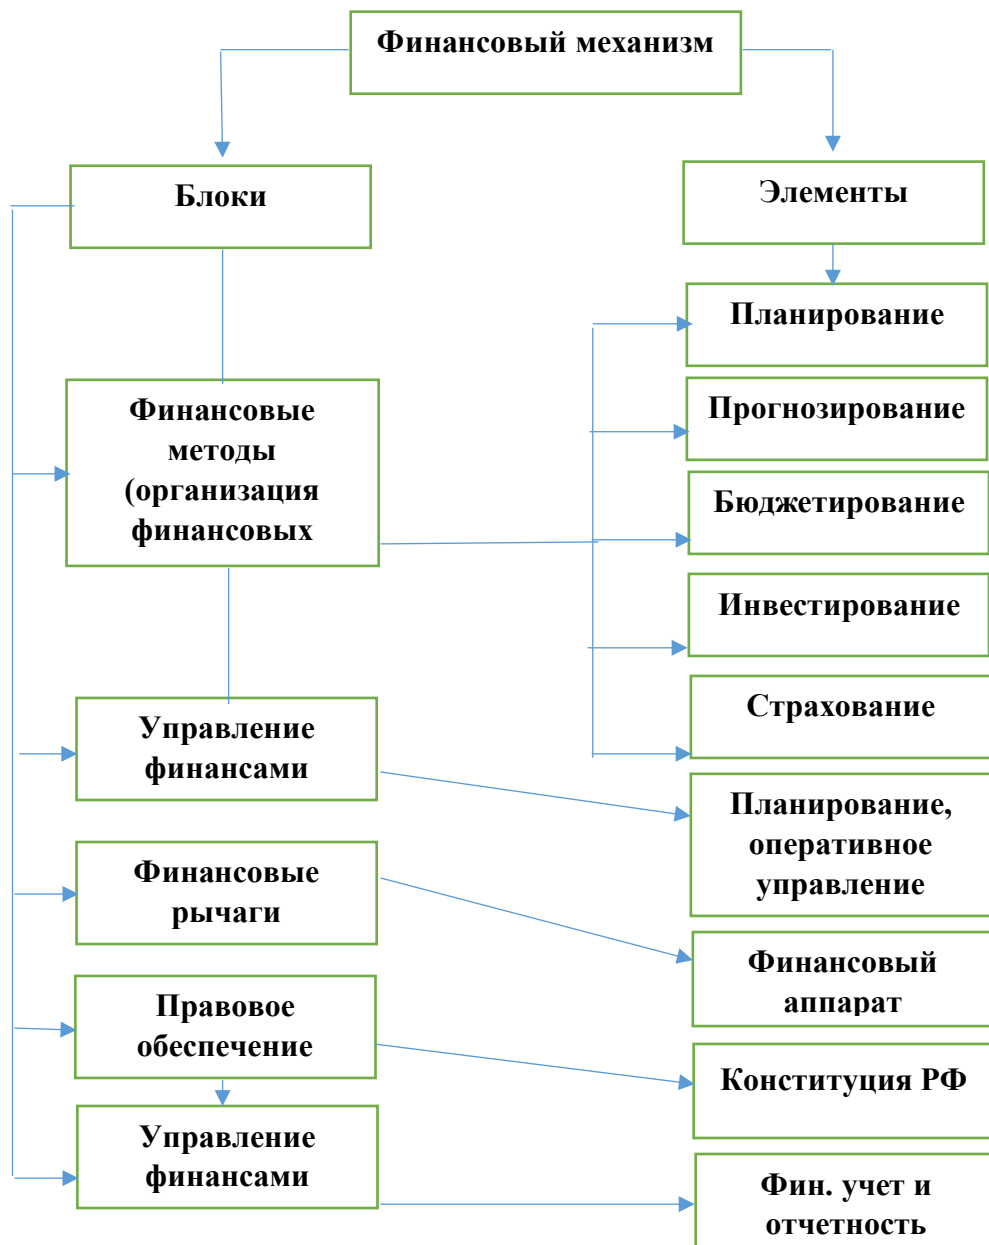 Финансовый механизм
Блоки
Элементы
Планирование
Финансовые
методы
(организация
финансовых
Прогнозирование
Бюджетирование
Инвестирование
Страхование
Управление
финансами
Планирование,
оперативное
управление
Финансовые
рычаги
Финансовый
аппарат
Правовое
обеспечение
Конституция РФ
Управление
финансами
Фин. учет и
отчетность